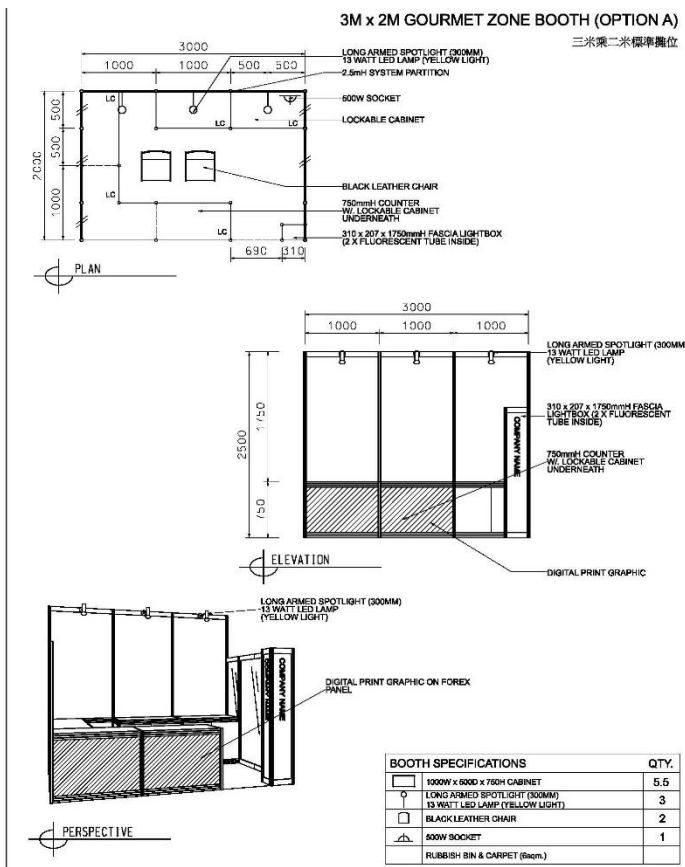 3M x 2M GOURMET ZONE BOOTH (OPTION A)
三米乘二米標準攤位
3000
1000
1000
500
500
LONG ARMED SPOTLIGHT (300MM)
13 WATT LED LAMP (YELLOW LIGHT)
2.5mH SYSTEM PARTITION
500W SOCKET
LOCKABLE CABINET
LC
LC
LC
LC
LC
LC
2000
500
500
1000
BLACK LEATHER CHAIR
750mmH COUNTER
W/. LOCKABLE CABINET
UNDERNEATH
310 x 207 x 1750mmH FASCIA LIGHTBOX
(2 X FLUORESCENT TUBE INSIDE)
690
310
PLAN
3000
1000
1000
1000
LONG ARMED SPOTLIGHT (300MM)
13 WATT LED LAMP
(YELLOW LIGHT)
2500
1750
750
310 x 207 x 1750mmH FASCIA
LIGHTBOX (2 X FLUORESCENT
TUBE INSIDE)
COMPANY NAME
750mmH COUNTER
W/. LOCKABLE CABINET
UNDERNEATH
DIGITAL PRINT GRAPHIC
ELEVATION
LONG ARMED SPOTLIGHT (300MM)
13 WATT LED LAMP
(YELLOW LIGHT)
COMPANY NAME
COMPANY NAME
DIGITAL PRINT GRAPHIC ON FOREX
PANEL
PERSPECTIVE
BOOTH SPECIFICATIONS QTY.
1000W x 500D x 750H CABINET 5.5
LONG ARMED SPOTLIGHT (300MM)
13 WATT LED LAMP (YELLOW LIGHT) 3
BLACK LEATHER CHAIR 2
500W SOCKET 1
RUBBISH BIN & CARPET (6sqm.)